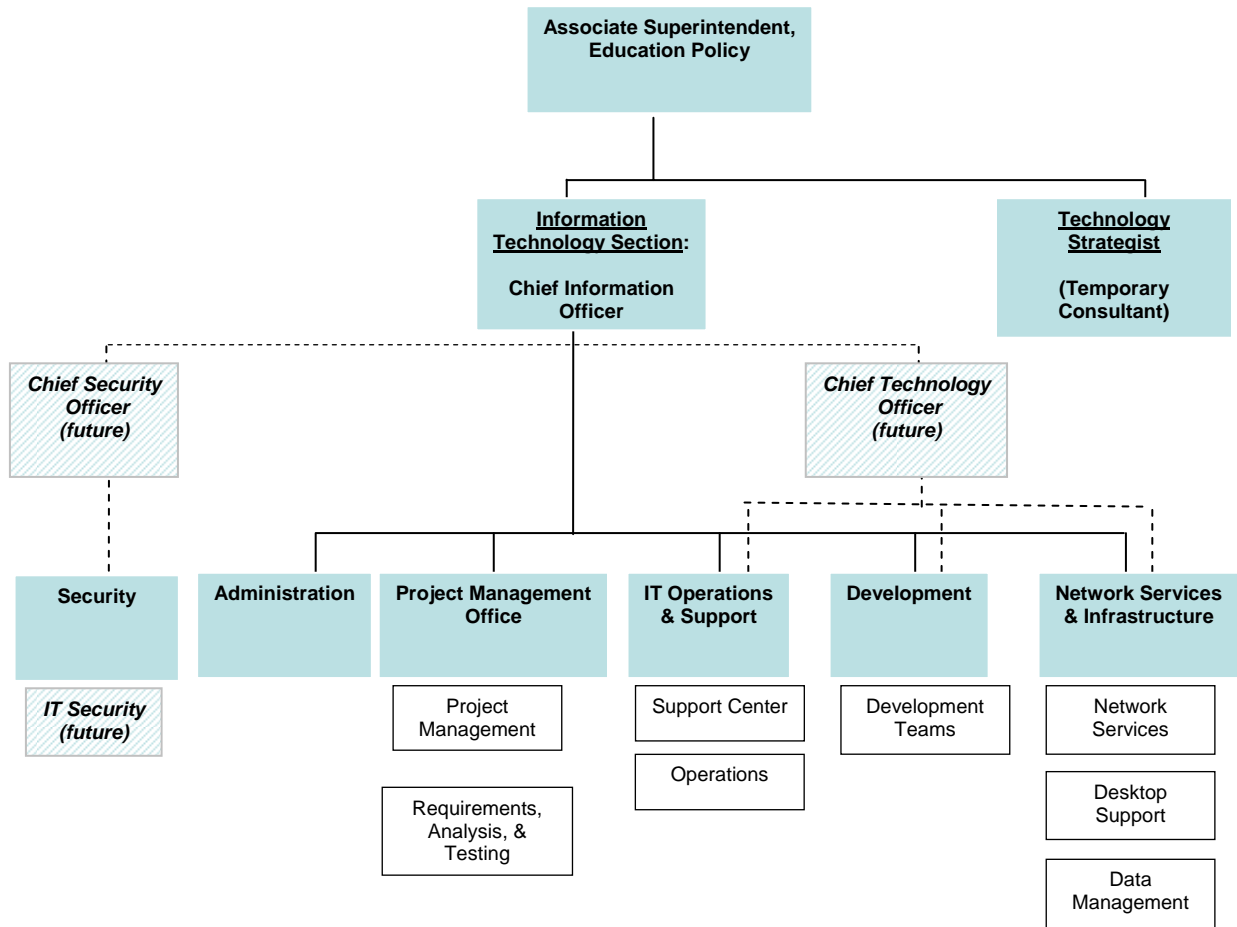 Associate Superintendent,
Education Policy
Information
Technology Section:
Chief Information
Officer
Technology
Strategist
(Temporary
Consultant)
Chief Security
Officer
(future)
Chief Technology
Officer
(future)
Security
Administration
Project Management
Office
IT Operations
& Support
Development
Network Services
& Infrastructure
IT Security
(future)
Project
Management
Requirements,
Analysis, &
Testing
Support Center
Operations
Development
Teams
Network
Services
Desktop
Support
Data
Management